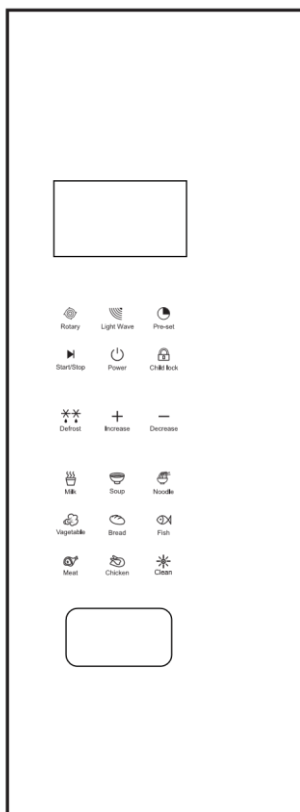 Rotary Light Wave Pre-set
Start/Stop Power Child lock
Defrost Increase Decrease
Milk Soup Noodle
Vegetable Bread Fish
Meat Chicken Clean